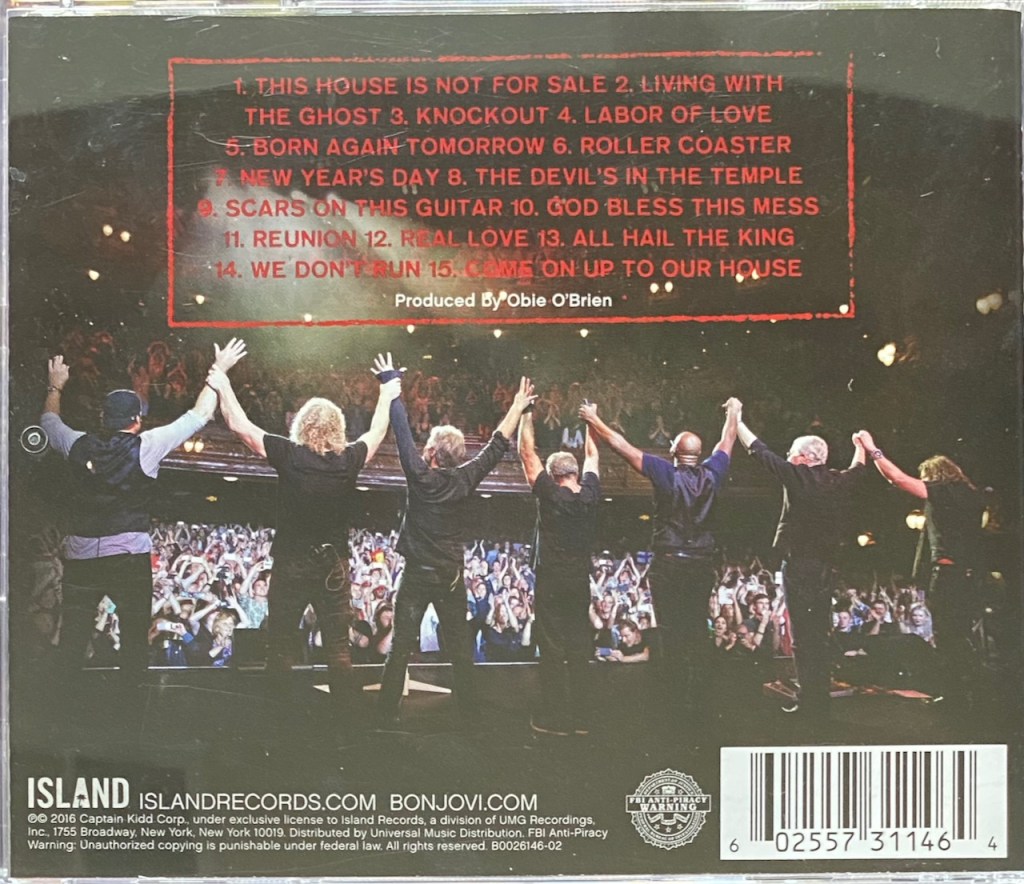 1. THIS HOUSE IS NOT FOR SALE 2. LIVING WITH
THE GHOST 3. KNOCKOUT 4. LABOR OF LOVE
5. BORN AGAIN TOMORROW 6. ROLLER COASTER
7. NEW YEAR'S DAY 8. THE DEVIL'S IN THE TEMPLE
9. SCARS ON THIS GUITAR 10. GOD BLESS THIS MESS
11. REUNION 12. REAL LOVE 13. ALL HAIL THE KING
14. WE DON'T RUN 15. COME ON UP TO OUR HOUSE
Produced by Obie O'Brien
ISLAND ISLANDRECORDS.COM BONJOVI.COM
℗© 2016 Captain Kidd Corp., under exclusive license to Island Records, a division of UMG Recordings,
Inc., 1755 Broadway, New York, New York 10019. Distributed by Universal Music Distribution. FBI Anti-Piracy
Warning: Unauthorized copying is punishable under federal law. All rights reserved. B0026146-02
FBI ANTI-PIRACY
WARNING
6 02557 31146 4